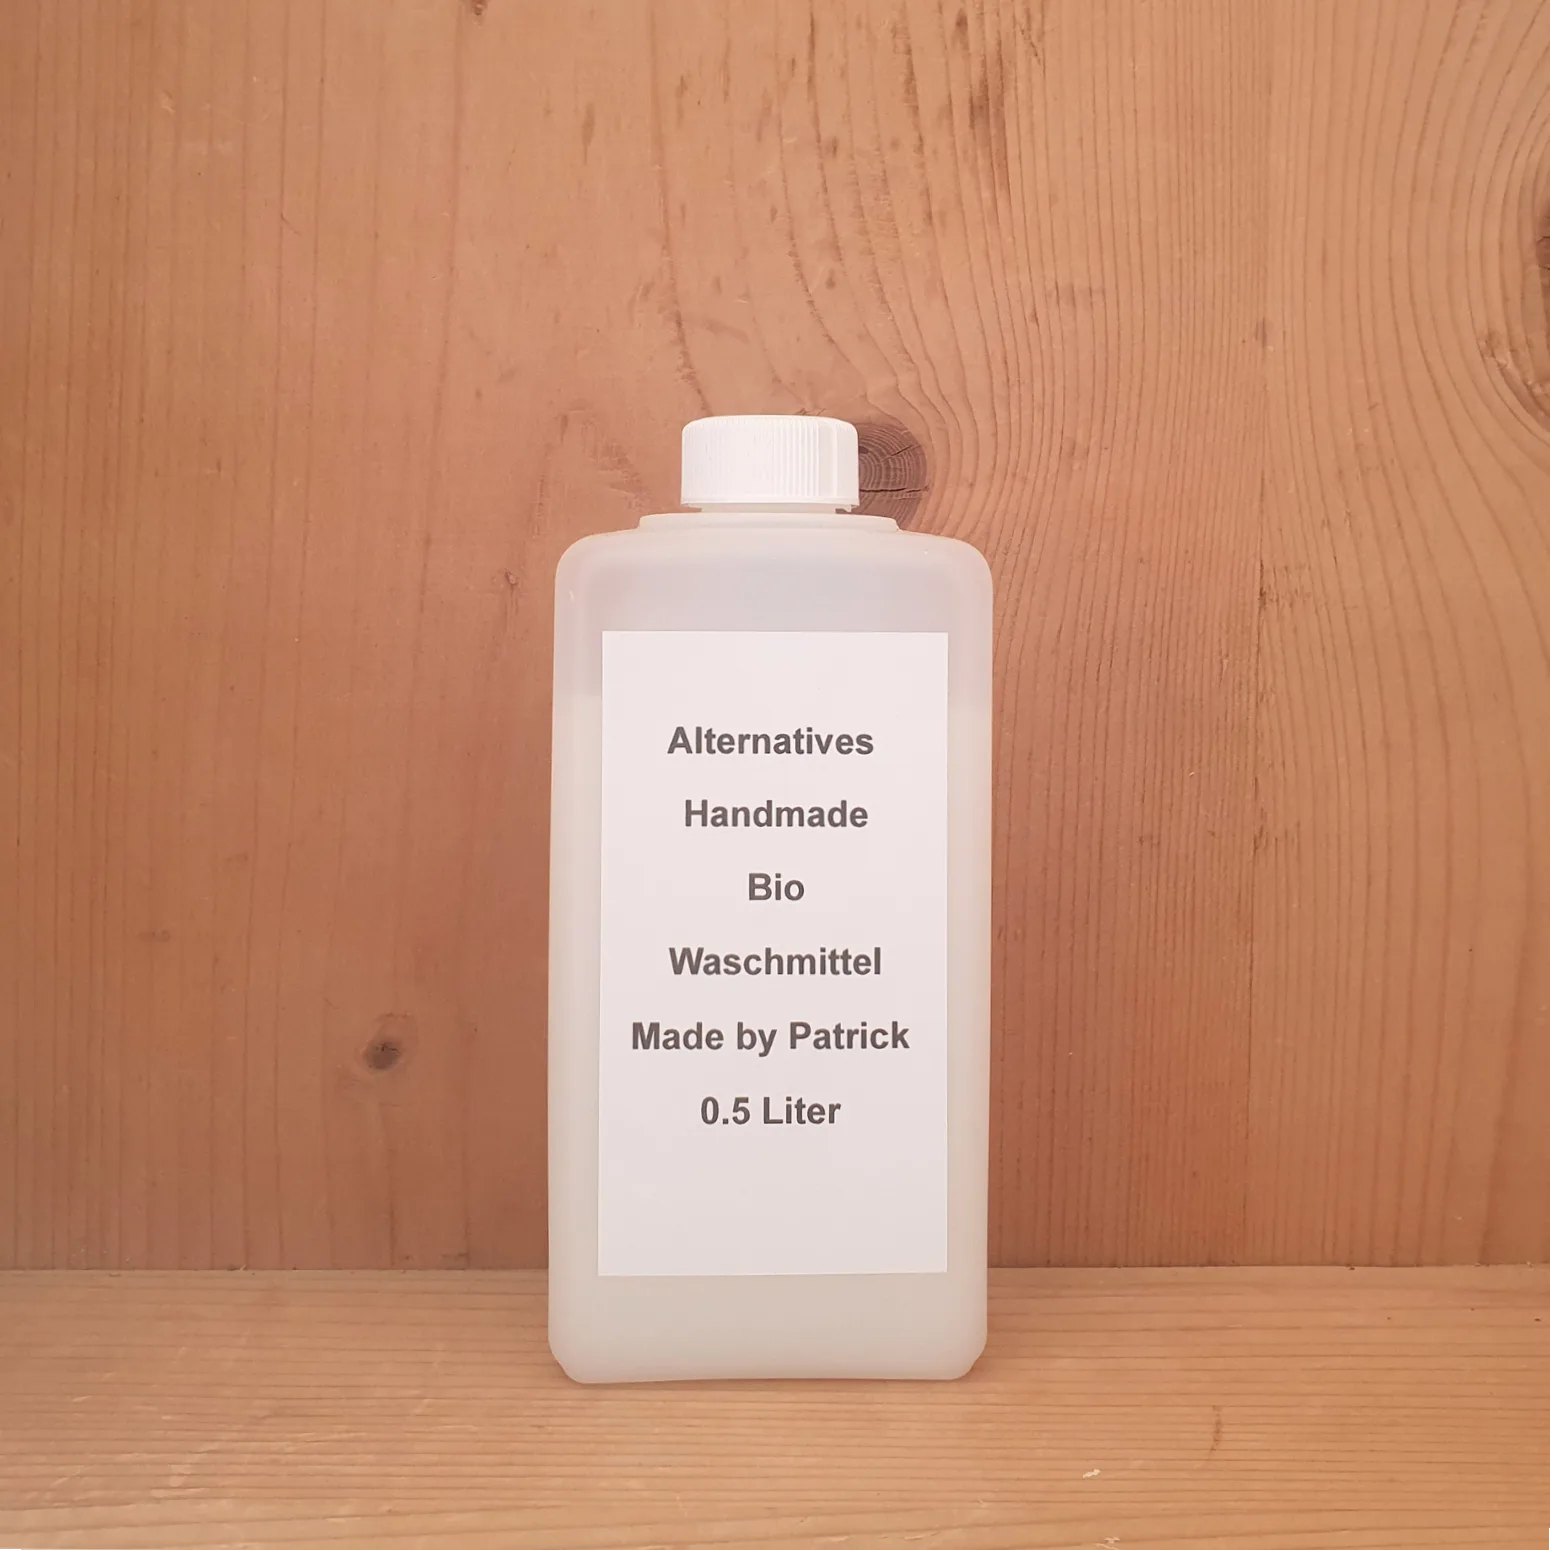 Alternatives
Handmade
Bio
Waschmittel
Made by Patrick
0.5 Liter